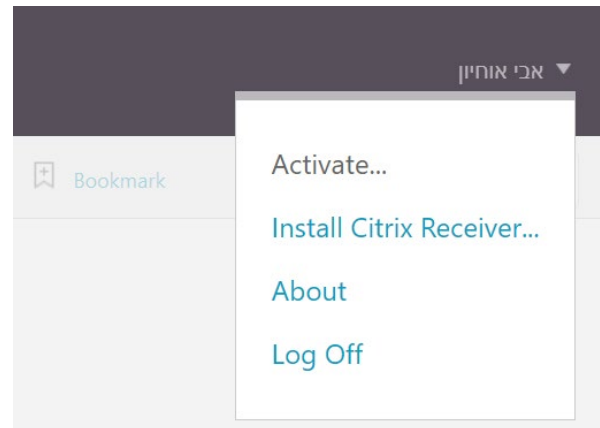 אבי אוחיון
Bookmark
Activate...
Install Citrix Receiver...
About
Log Off